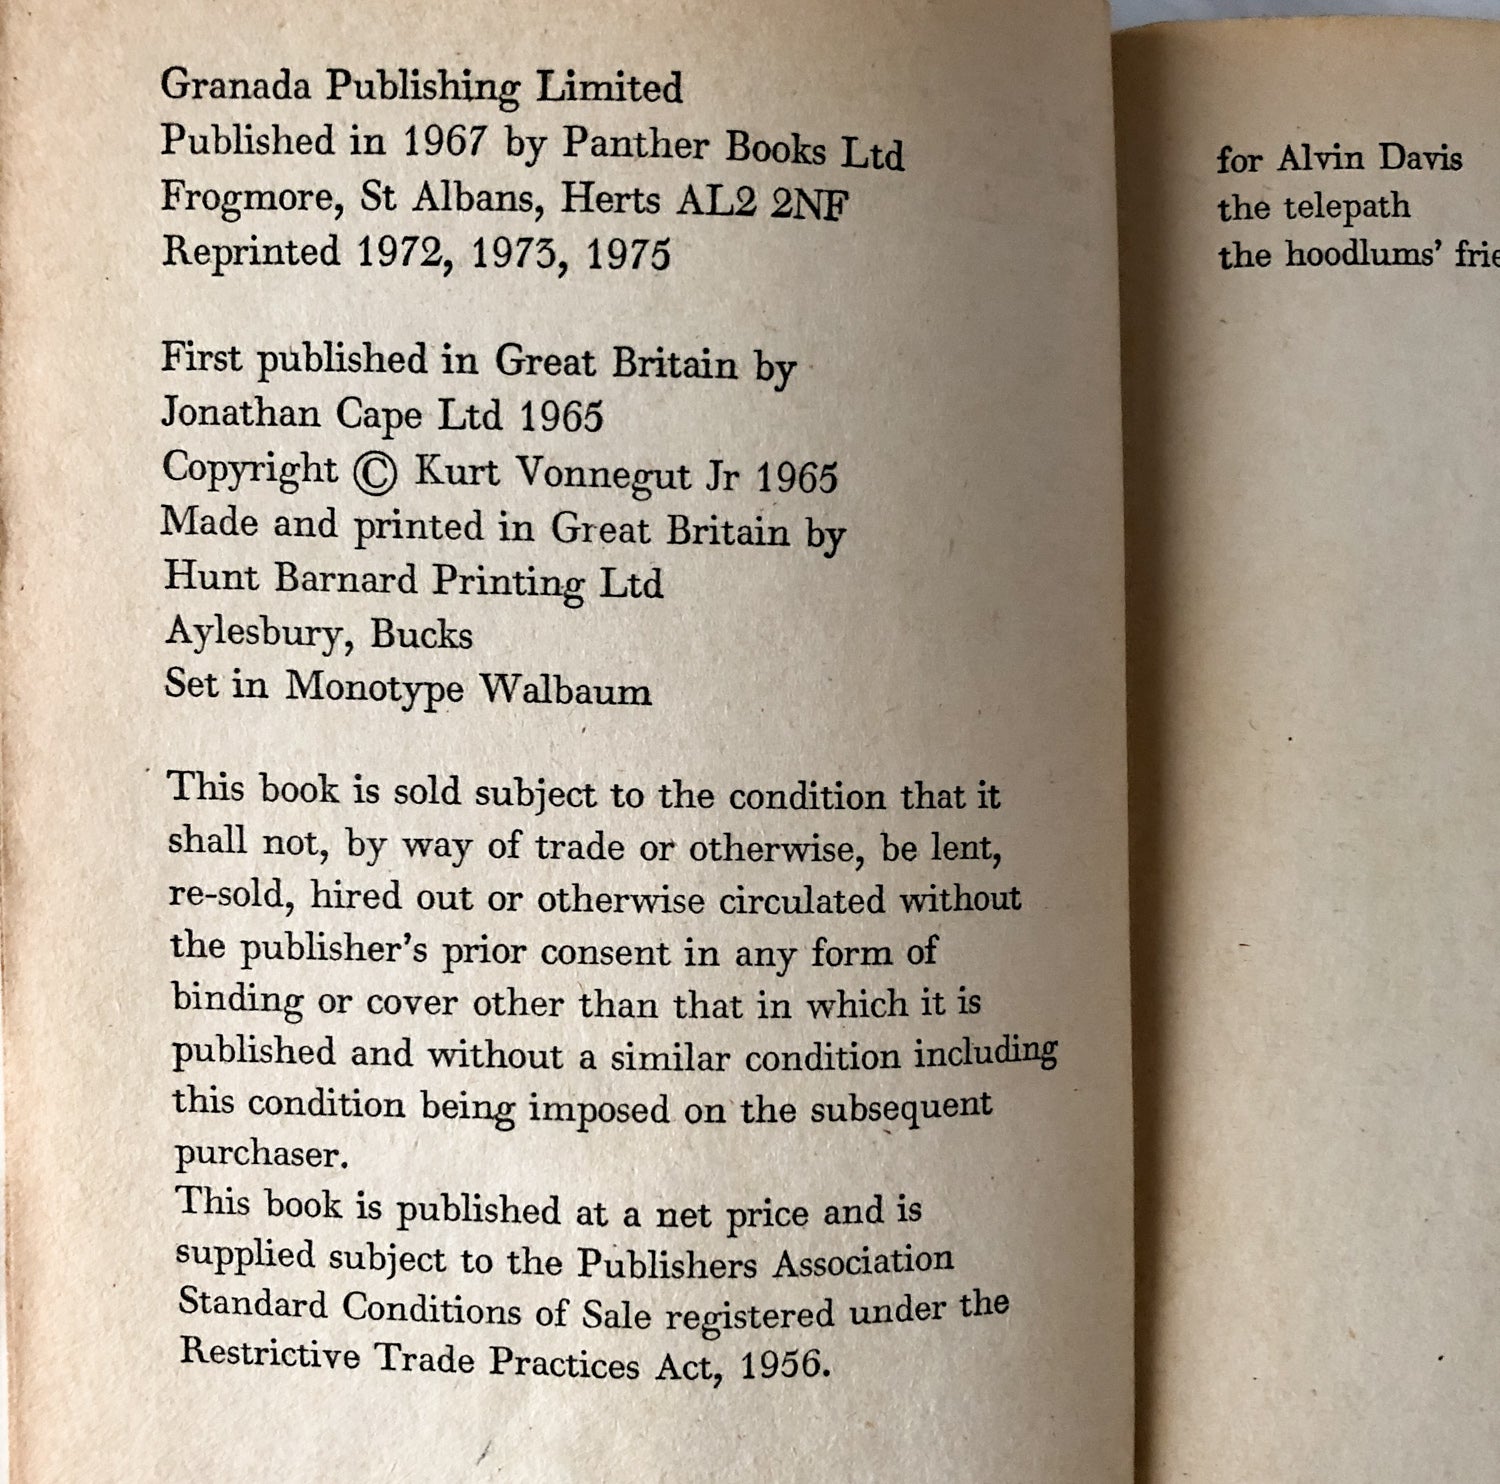 Granada Publishing Limited
Published in 1967 by Panther Books Ltd
Frogmore, St Albans, Herts AL2 2NF
Reprinted 1972, 1973, 1975
First published in Great Britain by
Jonathan Cape Ltd 1965
Copyright © Kurt Vonnegut Jr 1965
Made and printed in Great Britain by
Hunt Barnard Printing Ltd
Aylesbury, Bucks
Set in Monotype Walbaum
This book is sold subject to the condition that it
shall not, by way of trade or otherwise, be lent,
re-sold, hired out or otherwise circulated without
the publisher's prior consent in any form of
binding or cover other than that in which it is
published and without a similar condition including
this condition being imposed on the subsequent
purchaser.
This book is published at a net price and is
supplied subject to the Publishers Association
Standard Conditions of Sale registered under the
Restrictive Trade Practices Act, 1956.
for Alvin Davis
the telepath
the hoodlums'